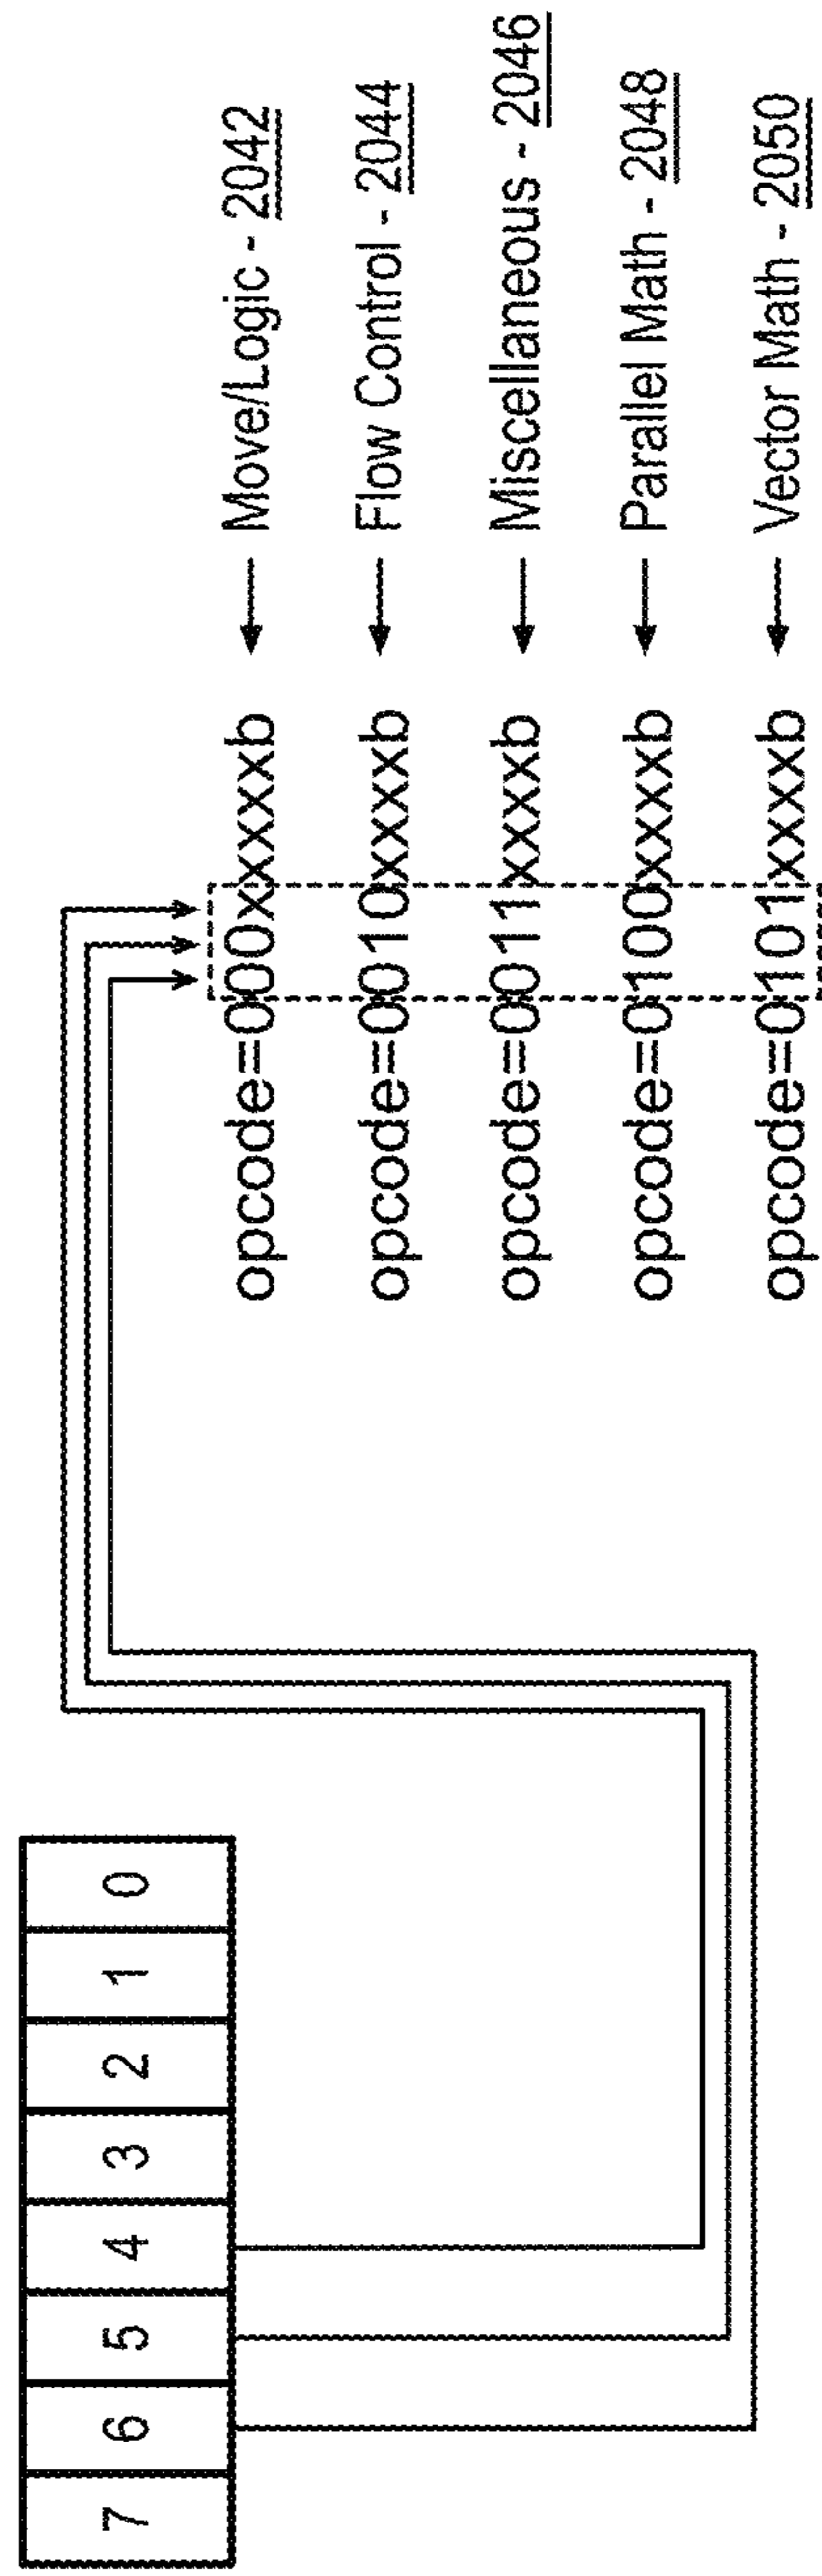 7 6 5 4 3 2 1 0
opcode=000xxxxxb Move/Logic - 2042
opcode=0010xxxxb Flow Control - 2044
opcode=0011xxxxb Miscellaneous - 2046
opcode=0100xxxxb Parallel Math - 2048
opcode=0101xxxxb Vector Math - 2050